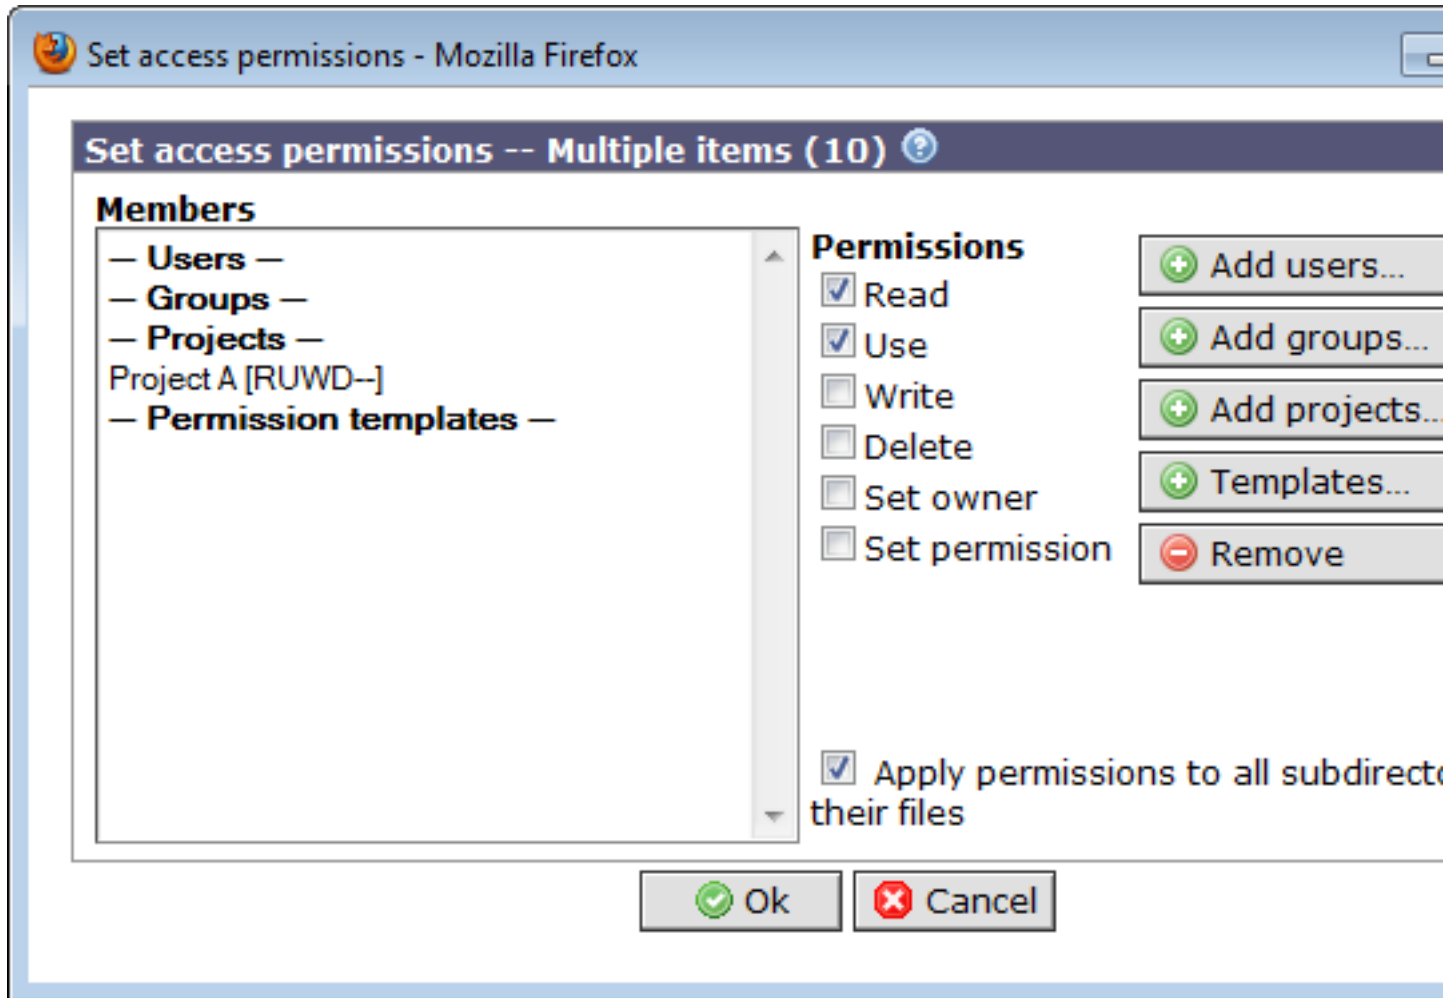 Set access permissions - Mozilla Firefox
Set access permissions -- Multiple items (10)
Members
— Users —
— Groups —
— Projects —
Project A [RUWD--]
— Permission templates —
Permissions
Read
Use
Write
Delete
Set owner
Set permission
Add users...
Add groups...
Add projects...
Templates...
Remove
Apply permissions to all
their files
Ok
Cancel